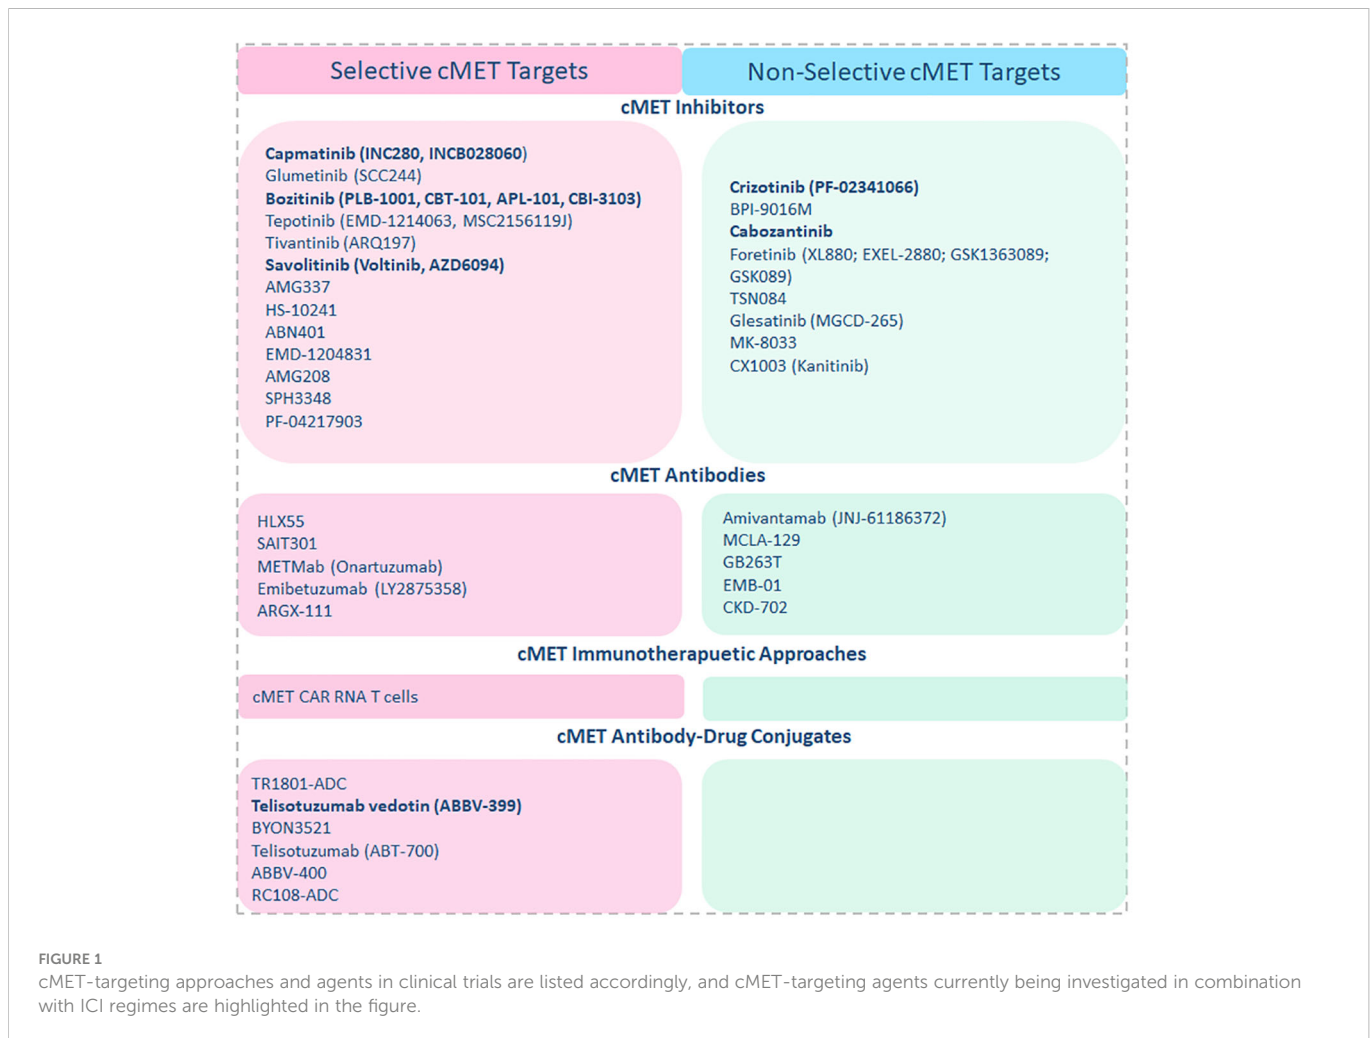 Selective cMET Targets
Non-Selective cMET Targets
cMET Inhibitors
Capmatinib (INC280, INCB028060)
Glumetinib (SCC244)
Bozitinib (PLB-1001, CBT-101, APL-101, CBI-3103)
Tepotinib (EMD-1214063, MSC2156119J)
Tivantinib (ARQ197)
Savolitinib (Voltinib, AZD6094)
AMG337
HS-10241
ABN401
EMD-1204831
AMG208
SPH3348
PF-04217903
Crizotinib (PF-02341066)
BPI-9016M
Cabozantinib
Foretinib (XL880; EXEL-2880; GSK1363089;
GSK089)
TSN084
Glesatinib (MGCD-265)
MK-8033
CX1003 (Kanitinib)
cMET Antibodies
HLX55
SAIT301
METMab (Onartuzumab)
Emibetuzumab (LY2875358)
ARGX-111
Amivantamab (JNJ-61186372)
MCLA-129
GB263T
EMB-01
CKD-702
cMET Immunotherapuetic Approaches
cMET CAR RNA T cells
cMET Antibody-Drug Conjugates
TR1801-ADC
Telisotuzumab vedotin (ABBV-399)
BYON3521
Telisotuzumab (ABT-700)
ABBV-400
RC108-ADC
FIGURE 1
cMET-targeting approaches and agents in clinical trials are listed accordingly, and cMET-targeting agents currently being investigated in combination
with ICI regimes are highlighted in the figure.